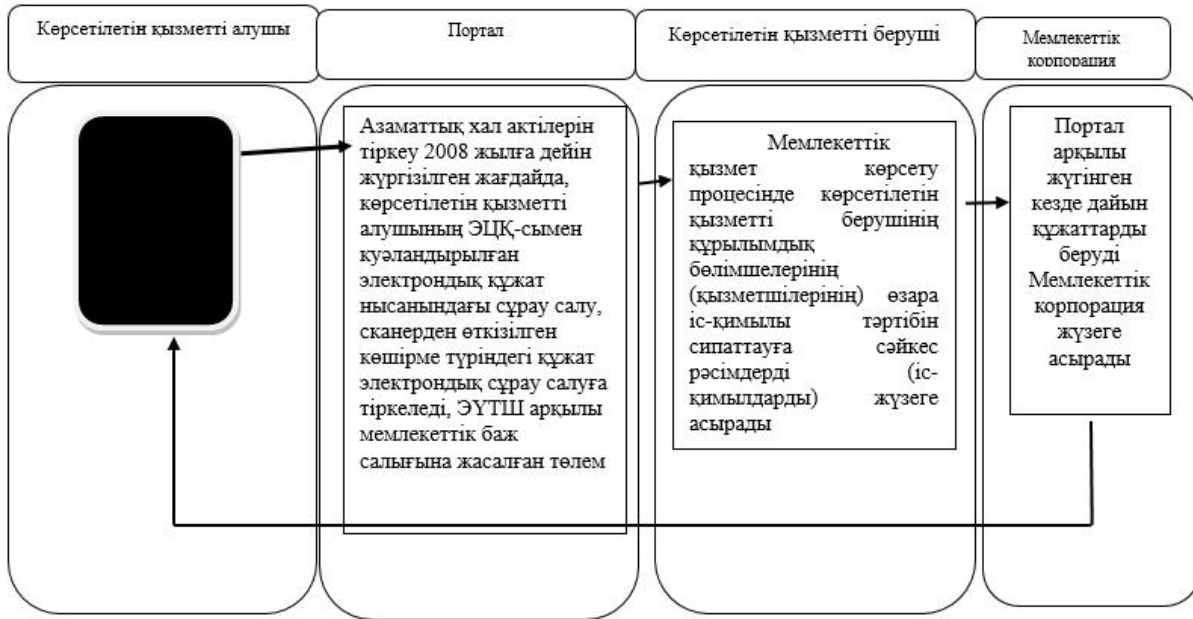 Көрсетілетін қызметті алушы
Портал
Көрсетілетін қызметті беруші
Мемлекеттік
корпорация
Азаматтық хал актілерін
тіркеу 2008 жылға дейін
жүргізілген жағдайда,
көрсетілетін қызметті
алушының ЭЦҚ-сымен
куәландырылған
электрондық құжат
нысанындағы сұрау салу,
сканерден өткізілген
көшірме түріндегі құжат
электрондық сұрау салуға
тіркеледі, ЭҮТШ арқылы
мемлекеттік баж
салығына жасалған төлем
Мемлекеттік
қызмет көрсету
процесінде көрсетілетін
қызметті берушінің
құрылымдық
бөлімшелерінің
(қызметшілерінің) өзара
іс-қимылы тәртібін
сипаттауға сәйкес
рәсімдерді (іс-
қимылдарды) жүзеге
асырады
Портал
арқылы
жүгінген
кезде дайын
құжаттарды
беруді
Мемлекеттік
корпорация
жүзеге
асырады